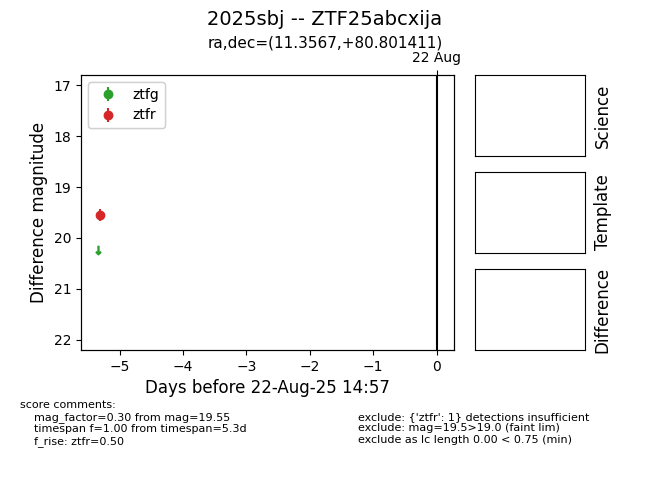 2025sbj -- ZTF25abcxija
ra,dec=(11.3567,+80.801411)
22 Aug
ztfg
ztfr
17
18
19
20
21
22
Difference magnitude
−5
−4
−3
−2
−1
0
Days before 22-Aug-25 14:57
Science
Template
Difference
score comments:
mag_factor=0.30 from mag=19.55
timespan f=1.00 from timespan=5.3d
f_rise: ztfr=0.50
exclude: {'ztfr': 1} detections insufficient
exclude: mag=19.5>19.0 (faint lim)
exclude as lc length 0.00 < 0.75 (min)